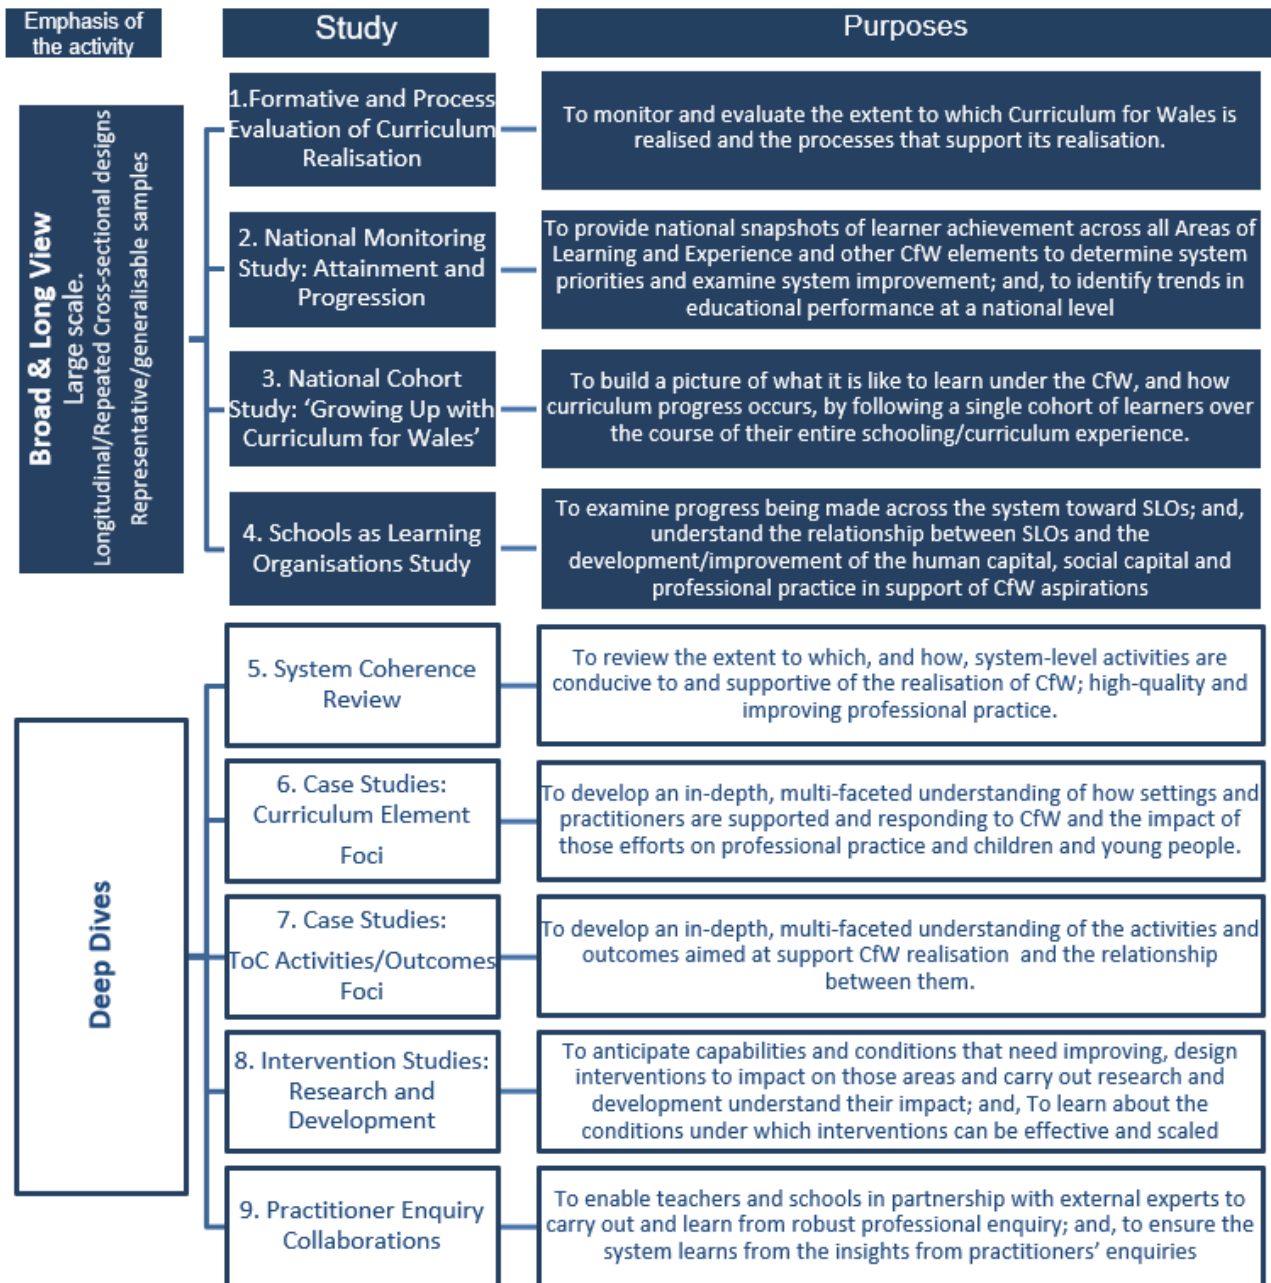 Emphasis of
the activity
Study
Purposes
Broad & Long View
Large scale.
Longitudinal/Repeated Cross-sectional designs
Representative/generalisable samples
1.Formative and Process
Evaluation of Curriculum
Realisation
To monitor and evaluate the extent to which Curriculum for Wales is
realised and the processes that support its realisation.
2. National Monitoring
Study: Attainment and
Progression
To provide national snapshots of learner achievement across all Areas of
Learning and Experience and other CfW elements to determine system
priorities and examine system improvement; and, to identify trends in
educational performance at a national level
3. National Cohort
Study: ‘Growing Up with
Curriculum for Wales’
To build a picture of what it is like to learn under the CfW, and how
curriculum progress occurs, by following a single cohort of learners over
the course of their entire schooling/curriculum experience.
4. Schools as Learning
Organisations Study
To examine progress being made across the system toward SLOs; and,
understand the relationship between SLOs and the
development/improvement of the human capital, social capital and
professional practice in support of CfW aspirations
Deep Dives
5. System Coherence
Review
To review the extent to which, and how, system-level activities are
conducive to and supportive of the realisation of CfW; high-quality and
improving professional practice.
6. Case Studies:
Curriculum Element
Foci
To develop an in-depth, multi-faceted understanding of how settings and
practitioners are supported and responding to CfW and the impact of
those efforts on professional practice and children and young people.
7. Case Studies:
ToC Activities/Outcomes
Foci
To develop an in-depth, multi-faceted understanding of the activities and
outcomes aimed at support CfW realisation and the relationship
between them.
8. Intervention Studies:
Research and
Development
To anticipate capabilities and conditions that need improving, design
interventions to impact on those areas and carry out research and
development understand their impact; and, To learn about the
conditions under which interventions can be effective and scaled
9. Practitioner Enquiry
Collaborations
To enable teachers and schools in partnership with external experts to
carry out and learn from robust professional enquiry; and, to ensure the
system learns from the insights from practitioners’ enquiries